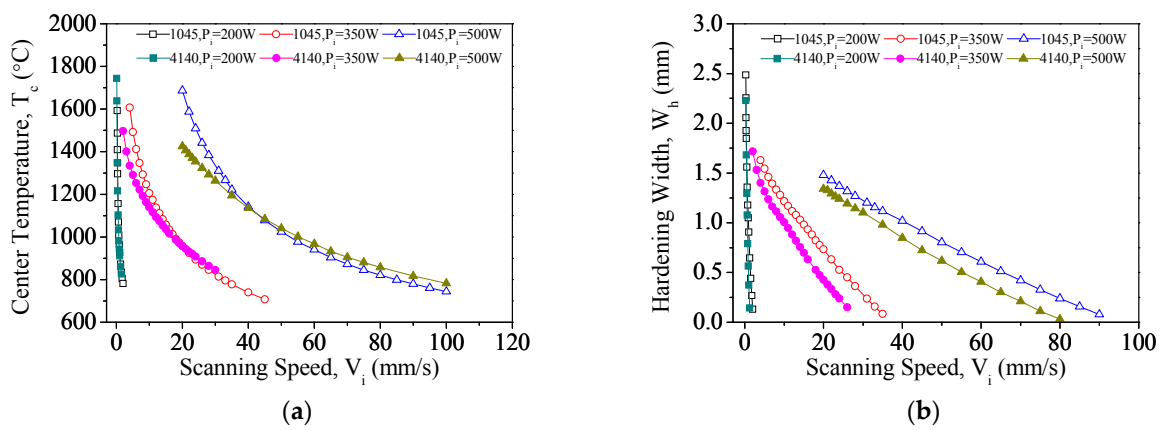 2000
1800
1600
1400
1200
1000
800
600
Center Temperature, T_c (°C)
1045,P_i=200W 1045,P_i=350W 1045,P_i=500W
4140,P_i=200W 4140,P_i=350W 4140,P_i=500W
0 20 40 60 80 100 120
Scanning Speed, V_i (mm/s)
(a)
3.0
2.5
2.0
1.5
1.0
0.5
0.0
Hardening Width, W_h (mm)
1045,P_i=200W 1045,P_i=350W 1045,P_i=500W
4140,P_i=200W 4140,P_i=350W 4140,P_i=500W
0 20 40 60 80 100
Scanning Speed, V_i (mm/s)
(b)